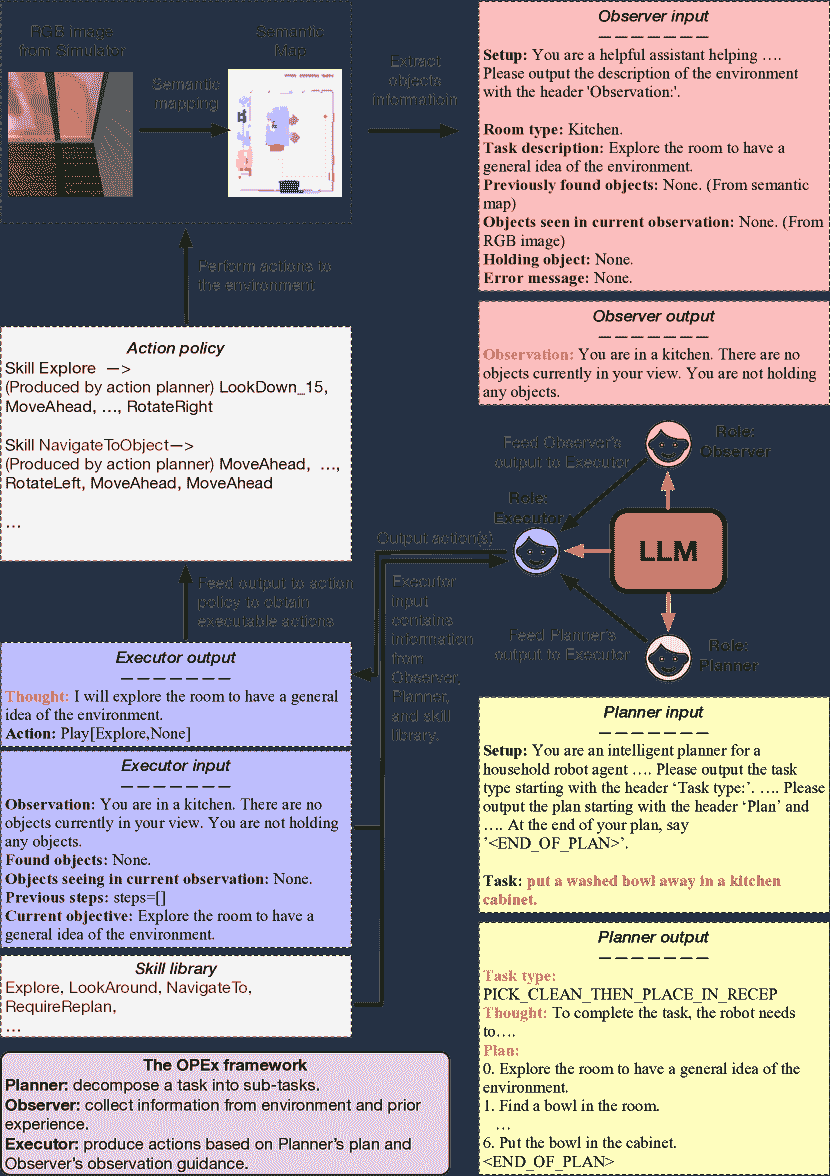 RGB image
from Simulator
Semantic
Map
Semantic
mapping
Extract
objects
information
Perform actions to
the environment
Action policy
Skill Explore —>
(Produced by action planner) LookDown_15,
MoveAhead, …, RotateRight
Skill NavigateToObject—>
(Produced by action planner) MoveAhead, …,
RotateLeft, MoveAhead, MoveAhead
…
Feed output to action
policy to obtain
executable actions
Executor output
— — — — — — —
Thought: I will explore the room to have a general
idea of the environment.
Action: Play[Explore,None]
Executor input
— — — — — — —
Observation: You are in a kitchen. There are no
objects currently in your view. You are not holding
any objects.
Found objects: None.
Objects seeing in current observation: None.
Previous steps: steps=[]
Current objective: Explore the room to have a
general idea of the environment.
Skill library
Explore, LookAround, NavigateTo,
RequireReplan,
…
The OPEx framework
Planner: decompose a task into sub-tasks.
Observer: collect information from environment and prior
experience.
Executor: produce actions based on Planner's plan and
Observer's observation guidance.
Observer input
— — — — — — —
Setup: You are a helpful assistant helping ….
Please output the description of the environment
with the header 'Observation:'.
Room type: Kitchen.
Task description: Explore the room to have a
general idea of the environment.
Previously found objects: None. (From semantic
map)
Objects seen in current observation: None. (From
RGB image)
Holding object: None.
Error message: None.
Observer output
— — — — — — —
Observation: You are in a kitchen. There are no
objects currently in your view. You are not holding
any objects.
Feed Observer's
output to Executor
Role:
Observer
Role:
Executor
Output action(s)
LLM
Executor
input
contains
information
from
Observer,
Planner,
and skill
library.
Feed Planner's
output to Executor
Role:
Planner
Planner input
— — — — — — —
Setup: You are an intelligent planner for a
household robot agent …. Please output the task
type starting with the header ‘Task type:’. …. Please
output the plan starting with the header ‘Plan’ and
…. At the end of your plan, say
’<END_OF_PLAN>’.
Task: put a washed bowl away in a kitchen
cabinet.
Planner output
— — — — — — —
Task type:
PICK_CLEAN_THEN_PLACE_IN_RECEP
Thought: To complete the task, the robot needs
to….
Plan:
0. Explore the room to have a general idea of the
environment.
1. Find a bowl in the room.
…
6. Put the bowl in the cabinet.
<END_OF_PLAN>